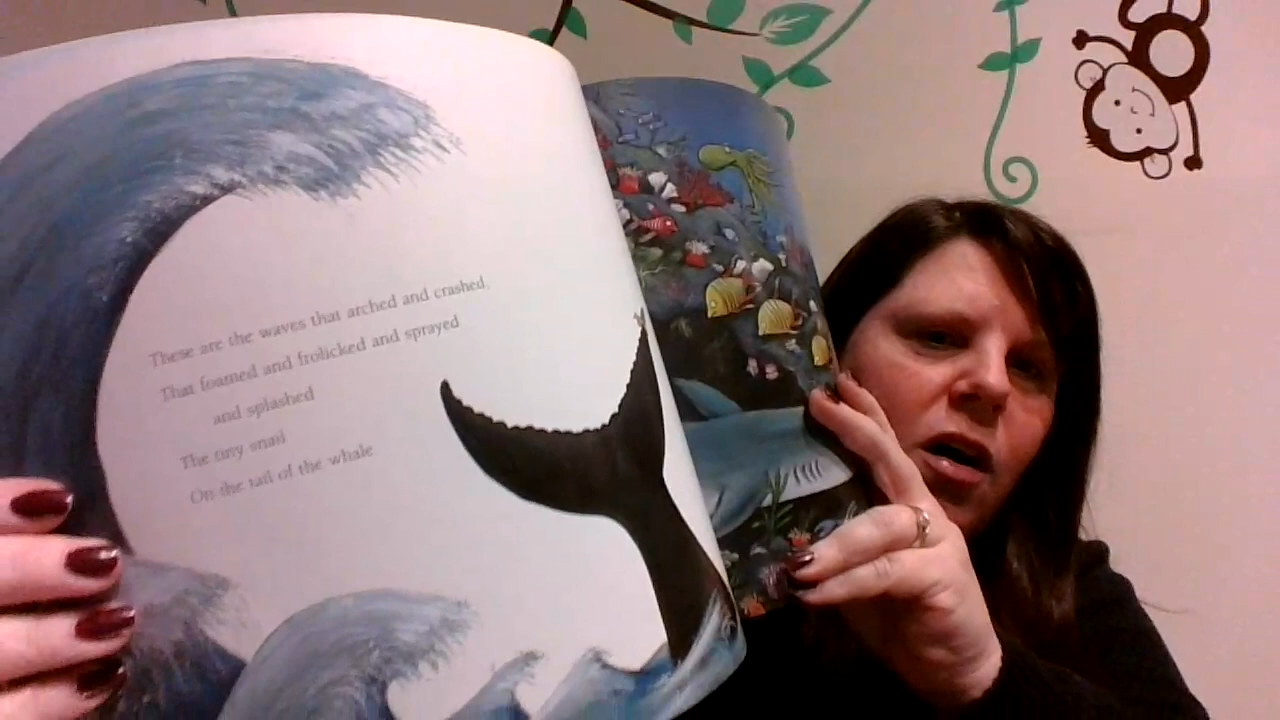 These are the waves that arched and crashed,
That foamed and frolicked and sprayed
and splashed
The tiny snail
On the tail of the whale